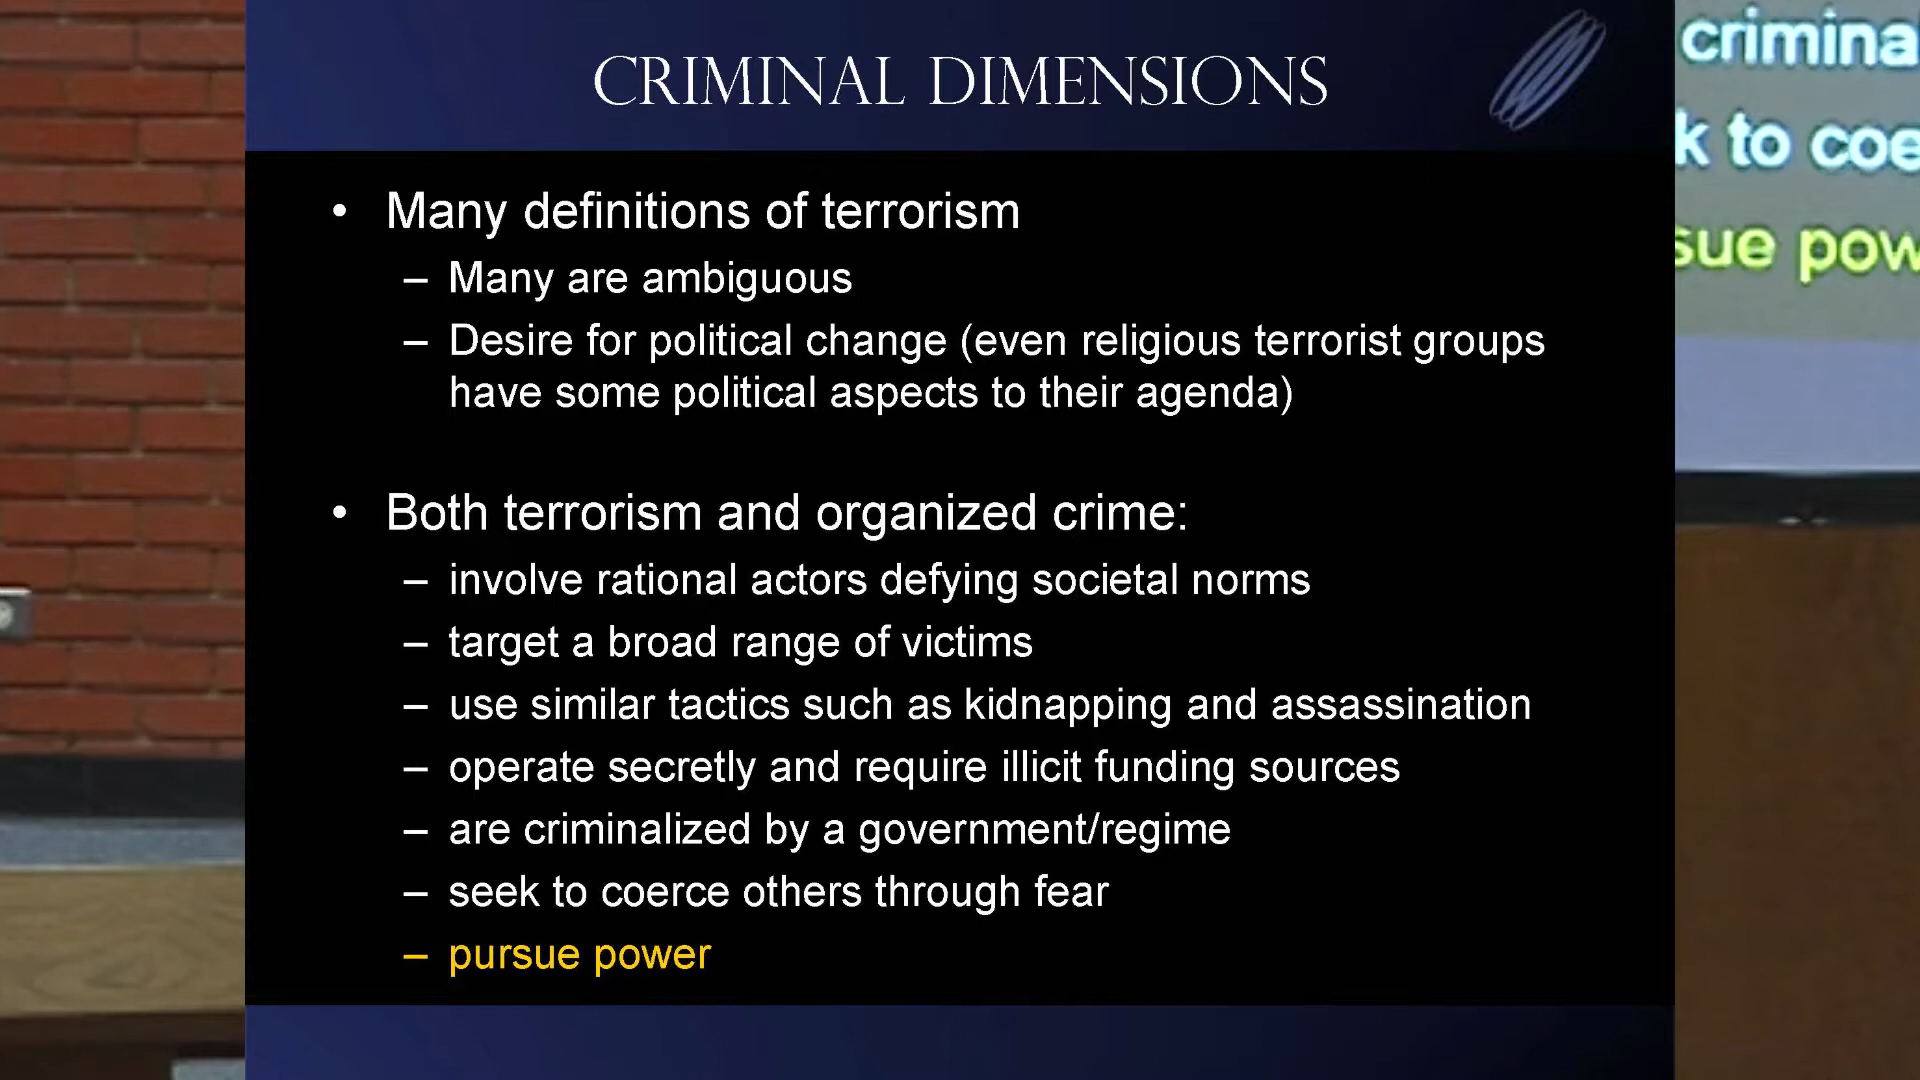 CRIMINAL DIMENSIONS
• Many definitions of terrorism
– Many are ambiguous
– Desire for political change (even religious terrorist groups
have some political aspects to their agenda)
• Both terrorism and organized crime:
– involve rational actors defying societal norms
– target a broad range of victims
– use similar tactics such as kidnapping and assassination
– operate secretly and require illicit funding sources
– are criminalized by a government/regime
– seek to coerce others through fear
– pursue power
crimina
k to coe
sue pow